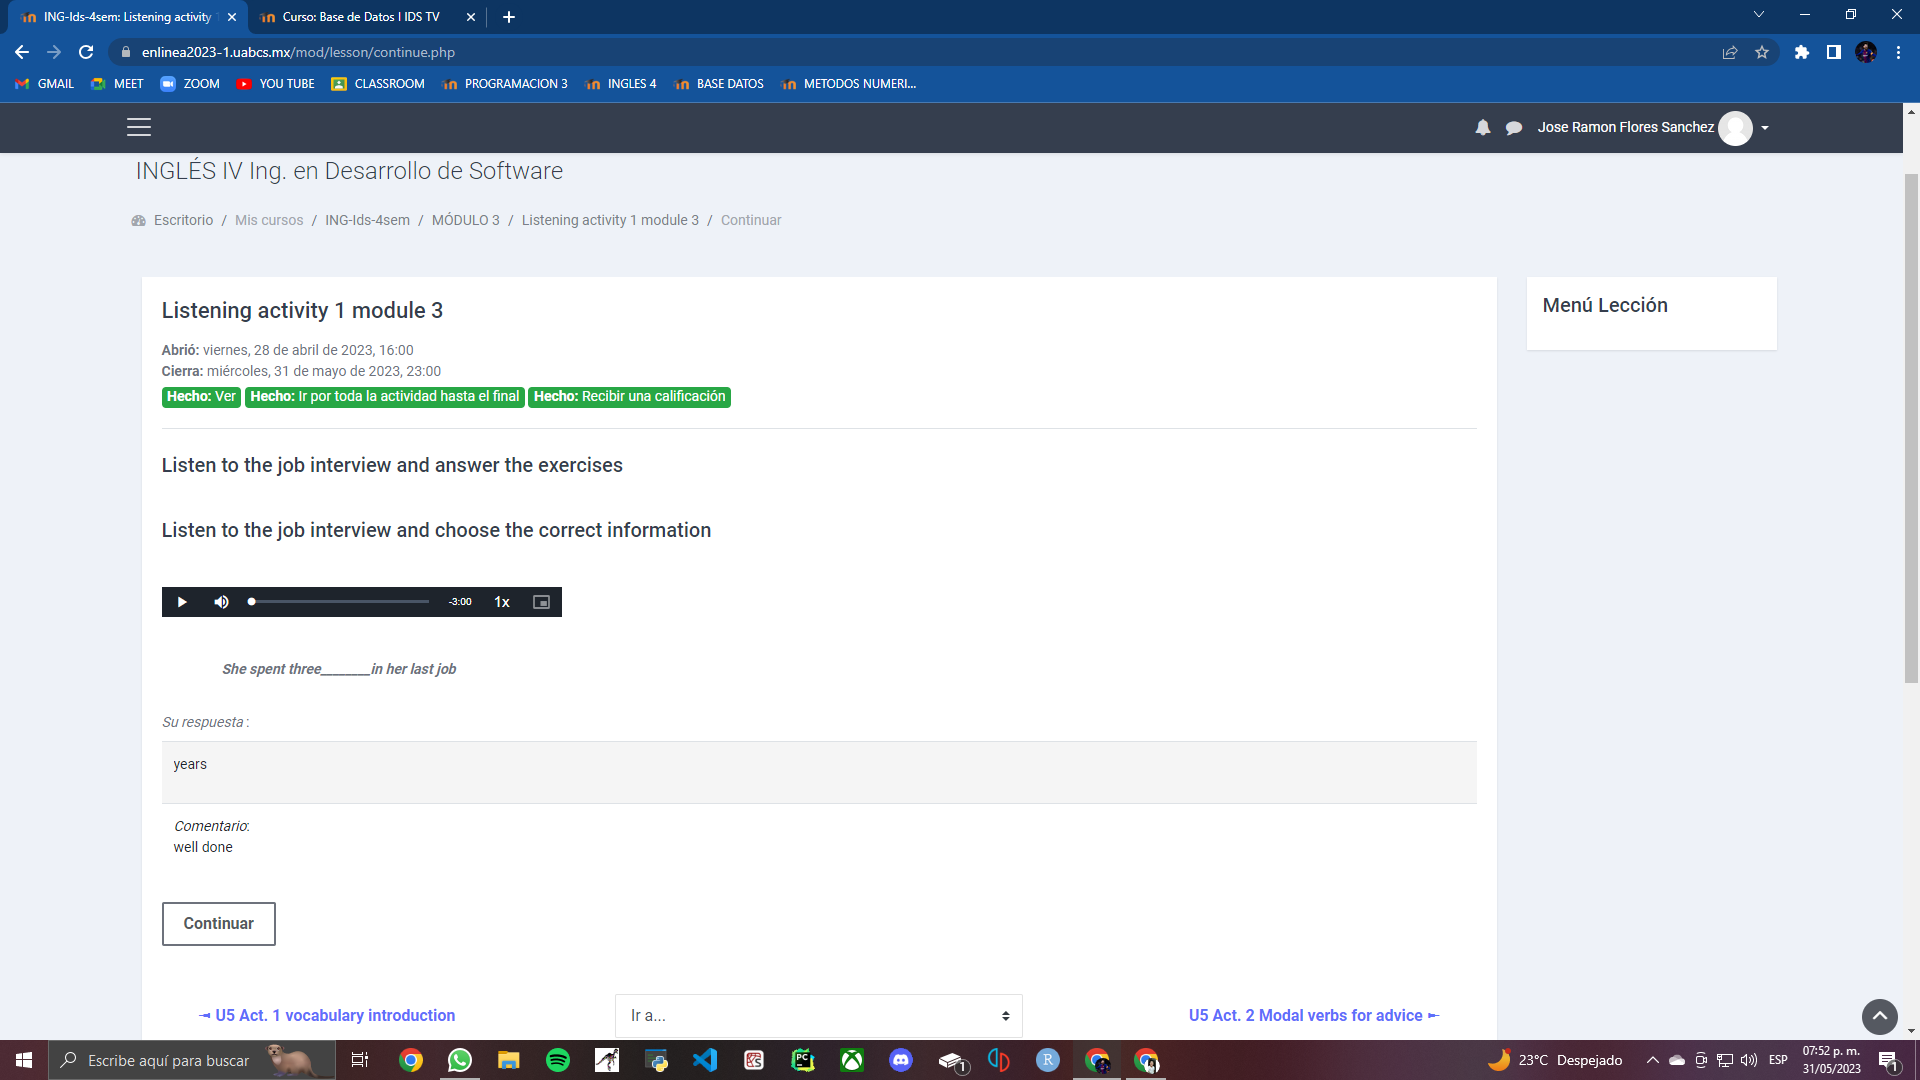 ING-Ids-4sem: Listening activity 1
Curso: Base de Datos I IDS TV
enlinea2023-1.uabcs.mx/mod/lesson/continue.php
GMAIL
MEET
ZOOM
YOU TUBE
CLASSROOM
PROGRAMACION 3
INGLES 4
BASE DATOS
METODOS NUMERI...
Jose Ramon Flores Sanchez
INGLÉS IV Ing. en Desarrollo de Software
Escritorio / Mis cursos / ING-Ids-4sem / MÓDULO 3 / Listening activity 1 module 3 / Continuar
Listening activity 1 module 3
Menú Lección
Abrió: viernes, 28 de abril de 2023, 16:00
Cierra: miércoles, 31 de mayo de 2023, 23:00
Hecho: Ver
Hecho: Ir por toda la actividad hasta el final
Hecho: Recibir una calificación
Listen to the job interview and answer the exercises
Listen to the job interview and choose the correct information
-3:00
1x
She spent three_______in her last job
Su respuesta :
years
Comentario:
well done
Continuar
◄ U5 Act. 1 vocabulary introduction
Ir a...
U5 Act. 2 Modal verbs for advice ►
Escribe aquí para buscar
PC
1
R
23°C Despejado
ESP
07:52 p. m.
31/05/2023
1